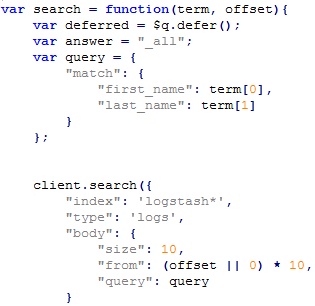 var search = function(term, offset){
var deferred = $q.defer();
var answer = "_all";
var query = {
"match": {
"first_name": term[0],
"last_name": term[1]
}
};
client.search({
"index": 'logstash*',
"type": 'logs',
"body": {
"size": 10,
"from": (offset || 0) * 10,
"query": query
}